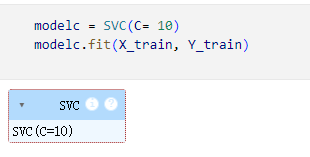 modelc = SVC(C= 10)
modelc.fit(X_train, Y_train)
▾ SVC i ?
SVC(C=10)